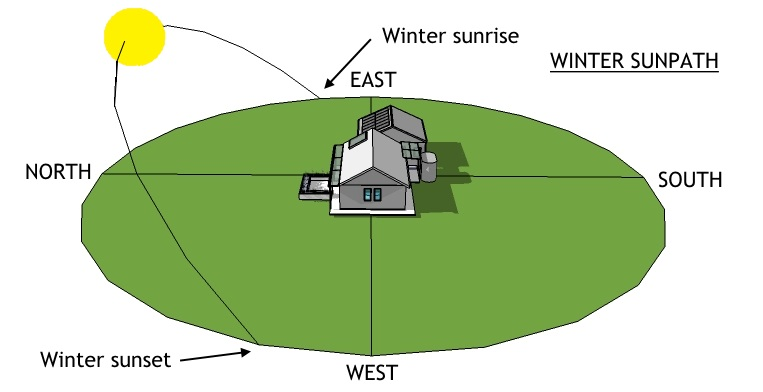 Winter sunrise
WINTER SUNPATH
EAST
NORTH
SOUTH
Winter sunset
WEST